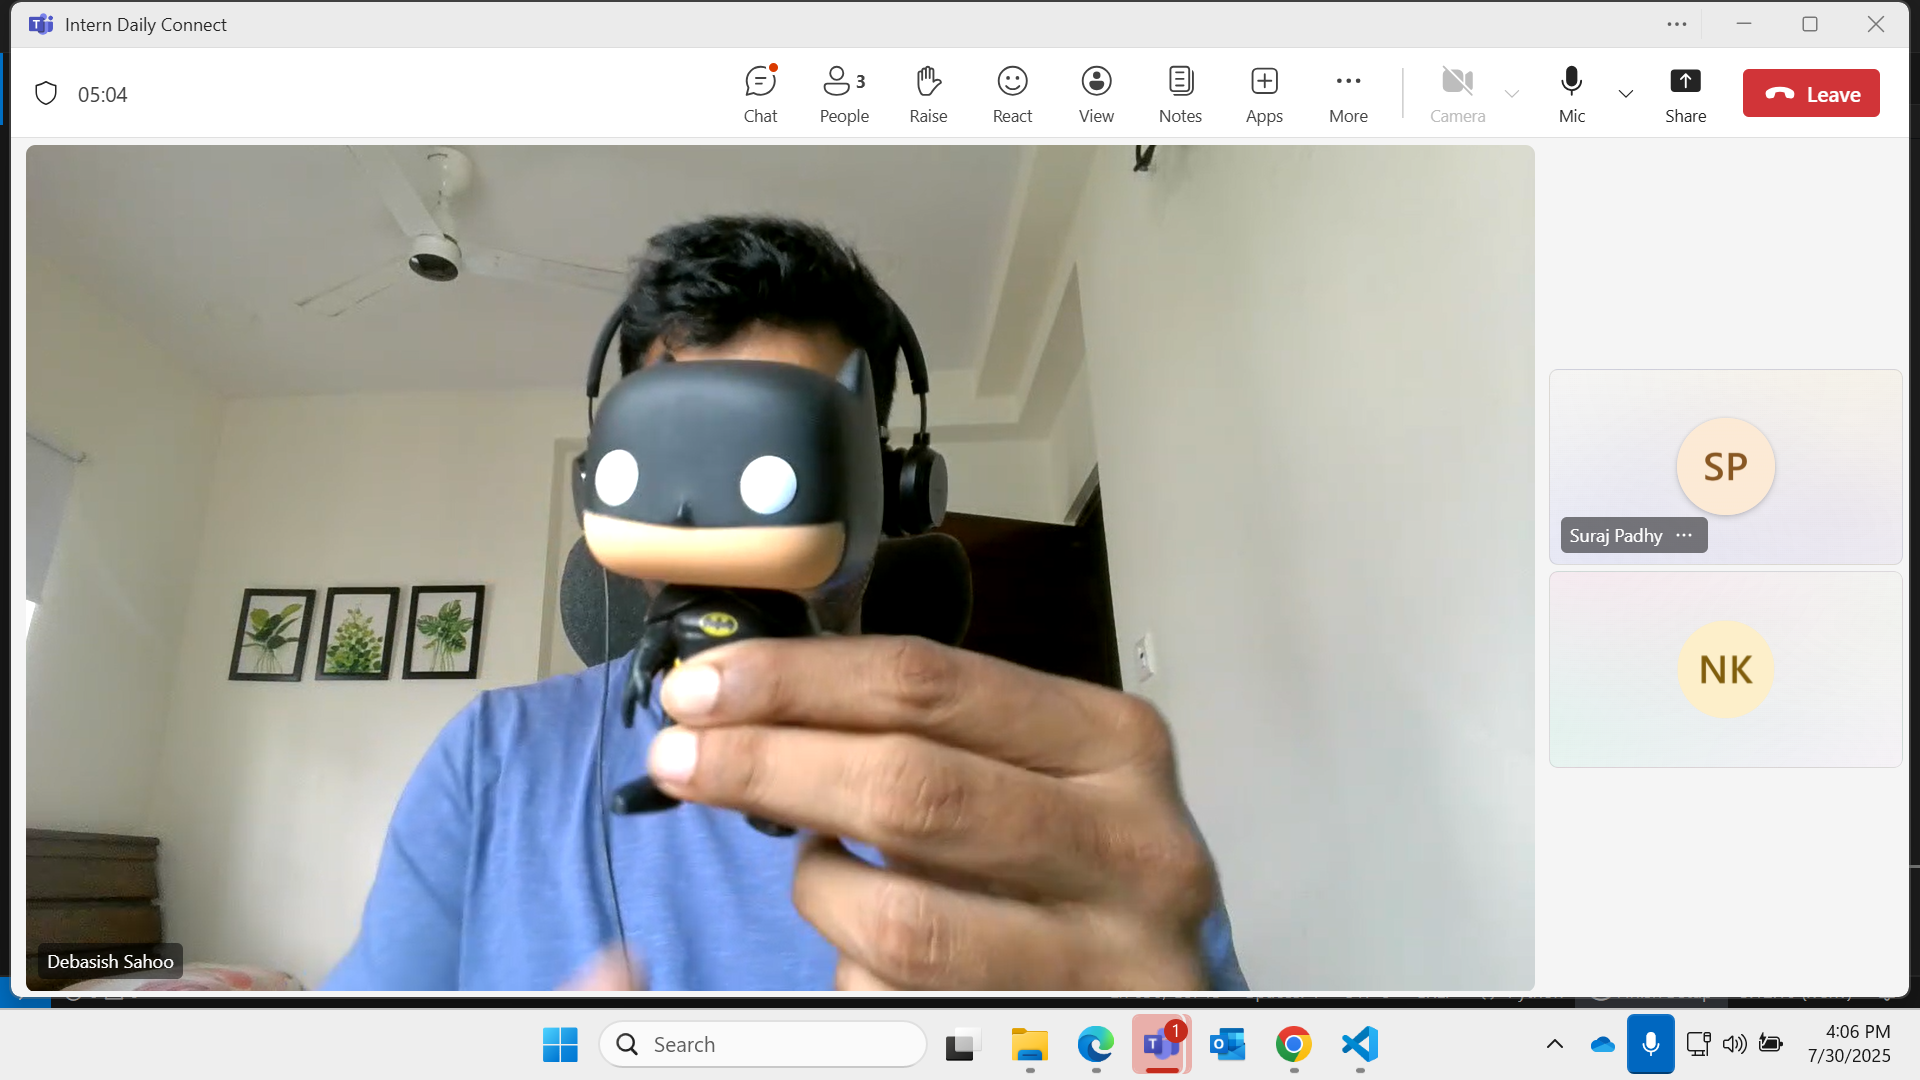 Intern Daily Connect
05:04
Chat
People 3
Raise
React
View
Notes
Apps
More
Camera
Mic
Share
Leave
SP
Suray Padhy
NK
Debasish Sahoo
Search
1
4:06 PM
7/30/2025